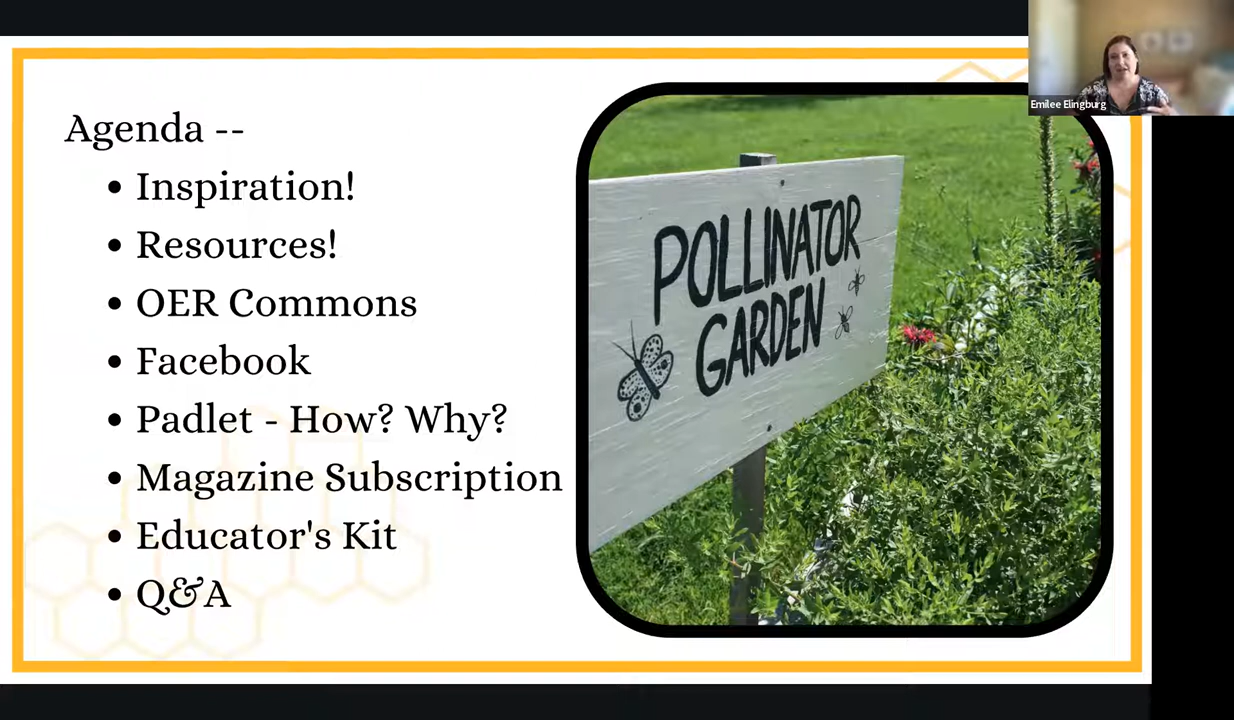 Agenda --
Inspiration!
Resources!
OER Commons
Facebook
Padlet - How? Why?
Magazine Subscription
Educator's Kit
Q&A
POLLINATOR
GARDEN
Emilee Elingburg